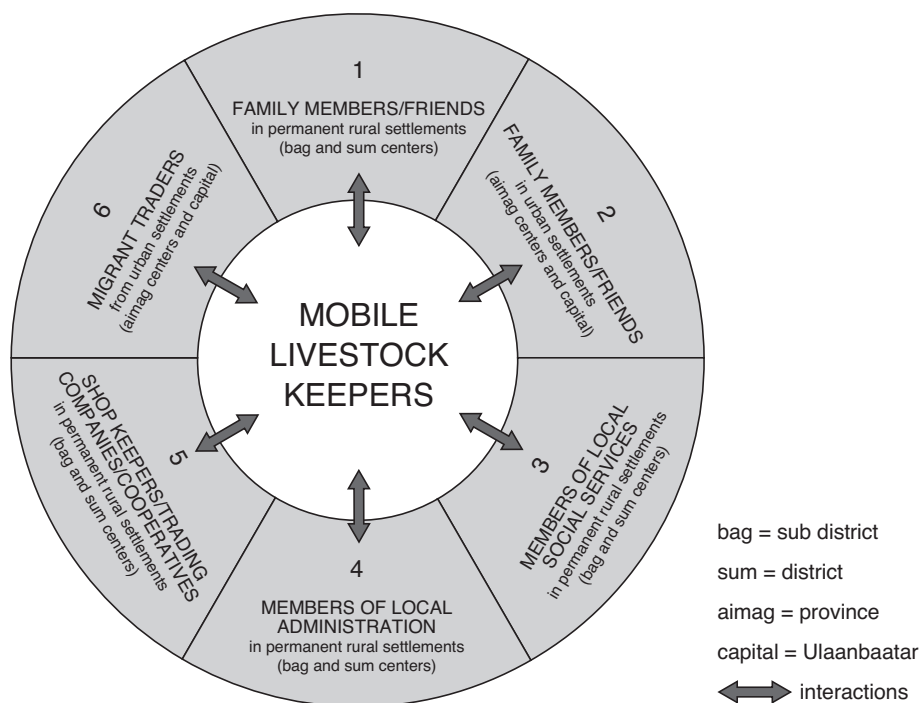 1
FAMILY MEMBERS/FRIENDS
in permanent rural settlements
(bag and sum centers)
2
FAMILY MEMBERS/FRIENDS
in urban settlements
(aimag centers and capital)
3
MEMBERS OF LOCAL
SOCIAL SERVICES
in permanent rural settlements
(bag and sum centers)
4
MEMBERS OF LOCAL
ADMINISTRATION
in permanent rural settlements
(bag and sum centers)
5
SHOP KEEPERS/TRADING
COMPANIES/COOPERATIVES
in permanent rural settlements
(bag and sum centers)
6
MIGRANT TRADERS
from urban settlements
(aimag centers and capital)
MOBILE
LIVESTOCK
KEEPERS
bag = sub district
sum = district
aimag = province
capital = Ulaanbaatar
interactions